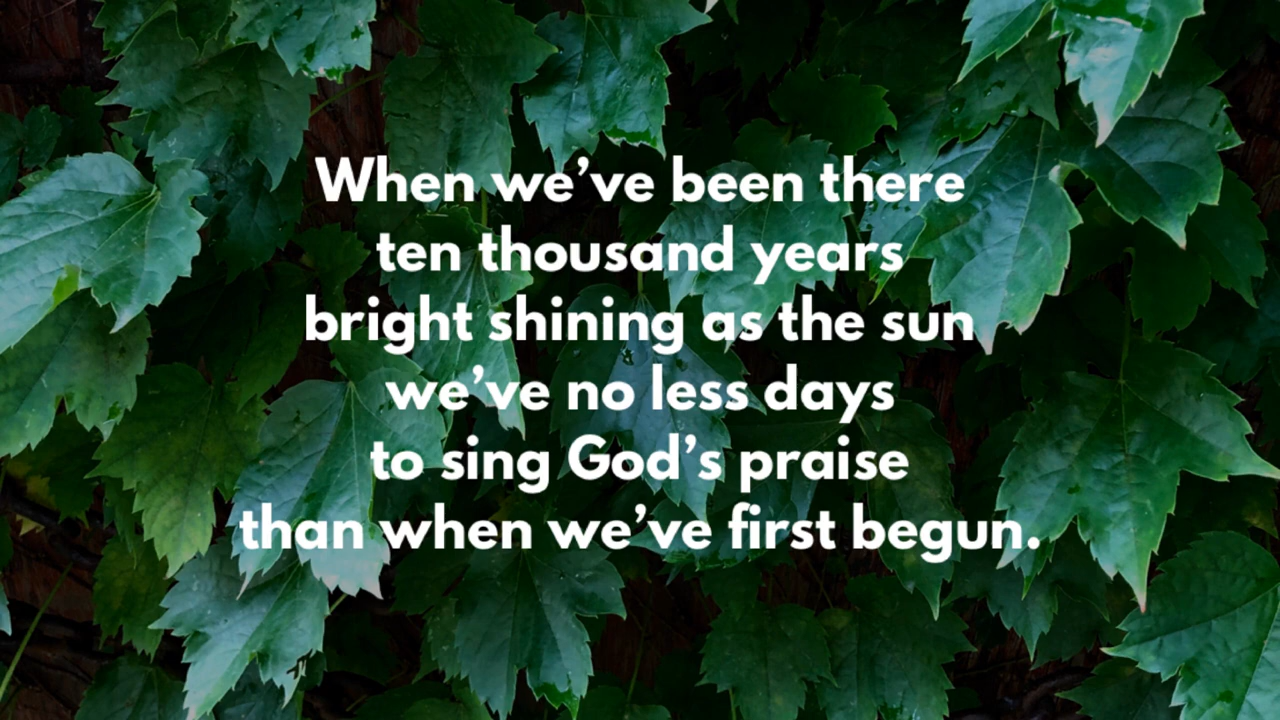 When we’ve been there
ten thousand years
bright shining as the sun
we’ve no less days
to sing God’s praise
than when we’ve first begun.